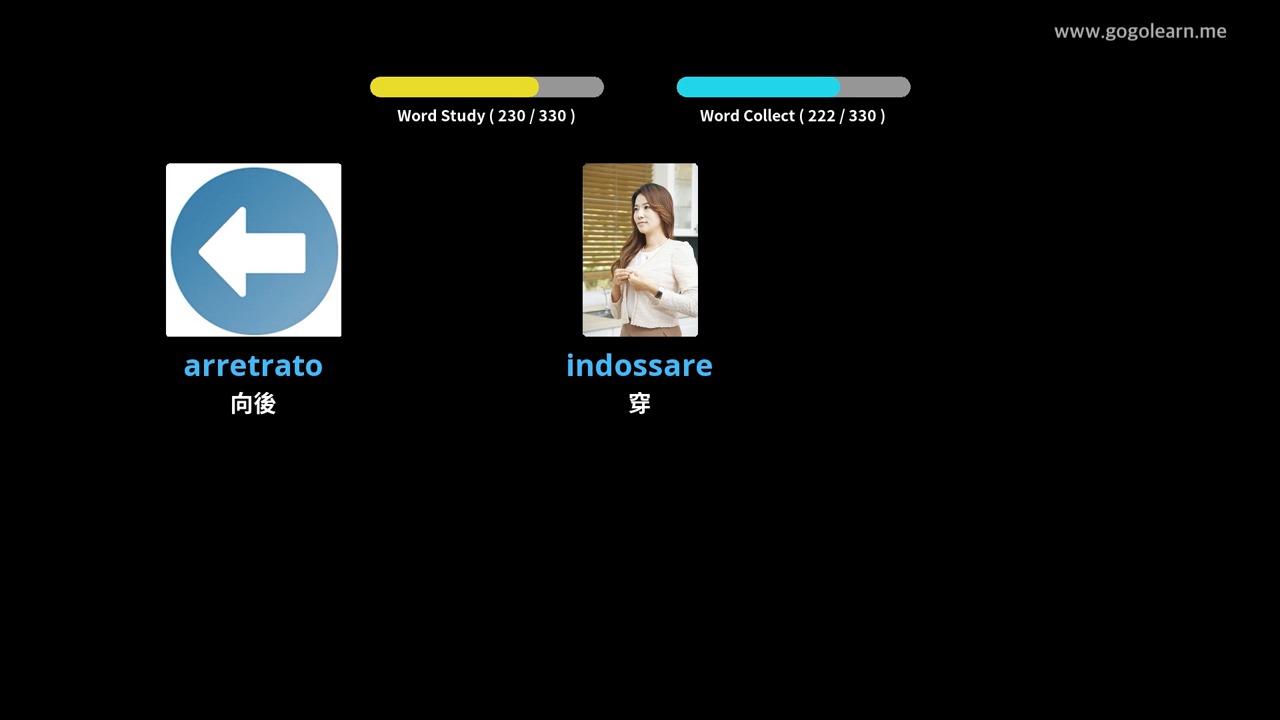 www.gogolearn.me
Word Study ( 230 / 330 )
Word Collect ( 222 / 330 )
arretrato
向後
indossare
穿